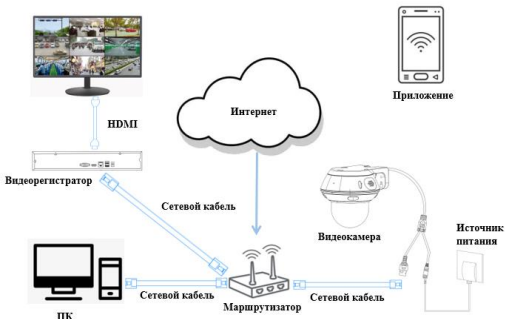 Приложение
Интернет
HDMI
Видеорегистратор
Сетевой кабель
Видеокамера
Источник
питания
Сетевой кабель
Маршрутизатор
Сетевой кабель
ПК